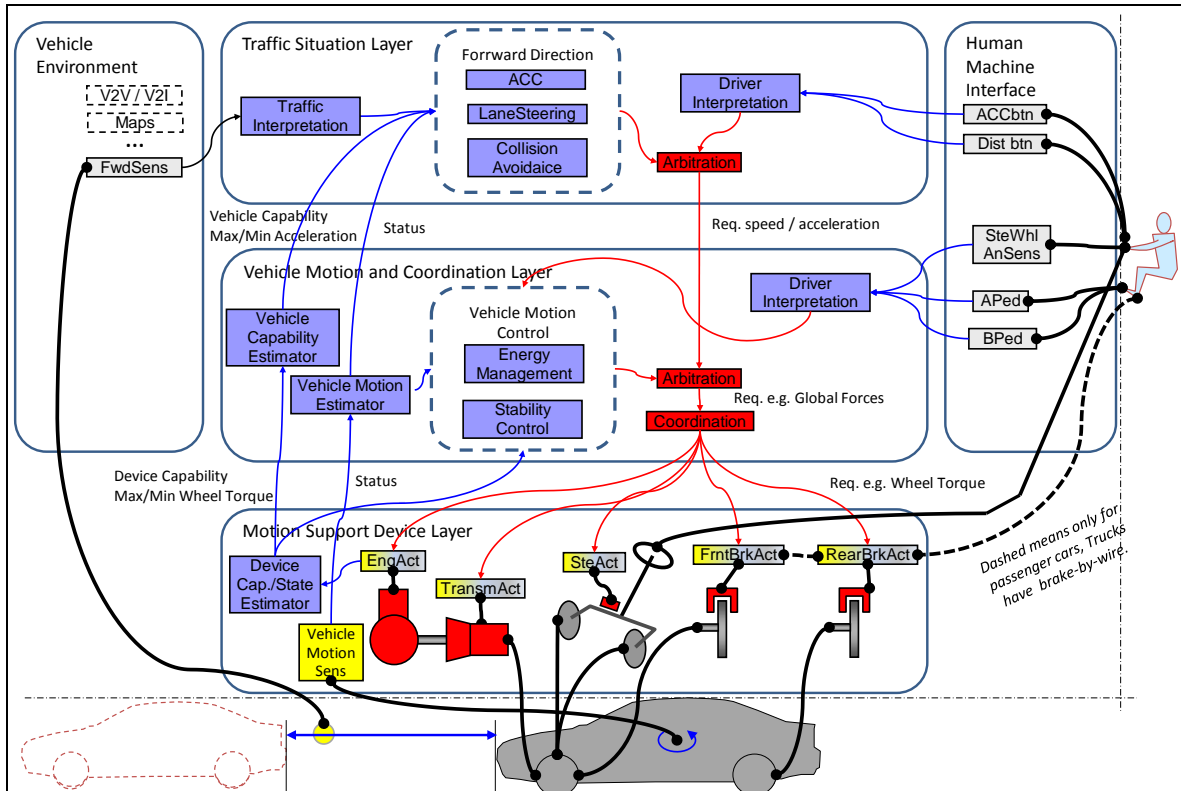 Vehicle
Environment
V2V / V2I
Maps
...
FwdSens
Traffic Situation Layer
Traffic
Interpretation
Forrward Direction
ACC
LaneSteering
Collision
Avoidaice
Driver
Interpretation
Arbitration
Human
Machine
Interface
ACCbtn
Dist btn
SteWhl
AnSens
APed
BPed
Vehicle Capability
Max/Min Acceleration
Status
Req. speed / acceleration
Vehicle Motion and Coordination Layer
Vehicle
Capability
Estimator
Vehicle Motion
Estimator
Vehicle Motion
Control
Energy
Management
Stability
Control
Driver
Interpretation
Arbitration
Req. e.g. Global Forces
Coordination
Device Capability
Max/Min Wheel Torque
Status
Req. e.g. Wheel Torque
Motion Support Device Layer
Device
Cap./State
Estimator
Vehicle
Motion
Sens
EngAct
TransmAct
SteAct
FrntBrkAct
RearBrkAct
Dashed means only for
passenger cars, Trucks
have brake-by-wire.